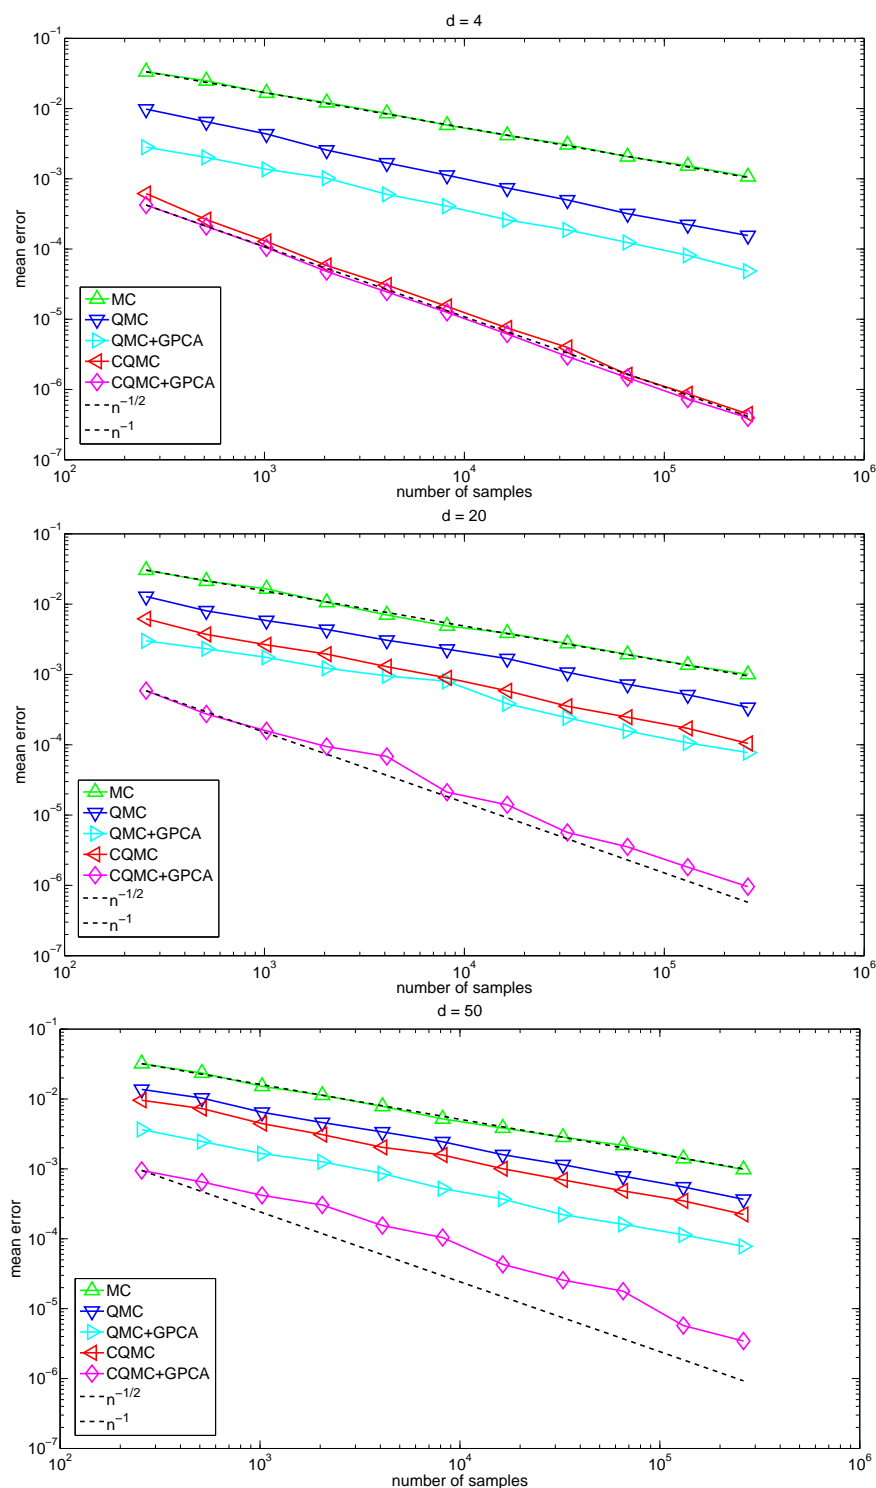 d = 4
10^−1
10^−2
10^−3
10^−4
10^−5
10^−6
10^−7
mean error
MC
QMC
QMC+GPCA
CQMC
CQMC+GPCA
n^−1/2
n^−1
10^2 10^3 10^4 10^5 10^6
number of samples
d = 20
10^−1
10^−2
10^−3
10^−4
10^−5
10^−6
10^−7
mean error
MC
QMC
QMC+GPCA
CQMC
CQMC+GPCA
n^−1/2
n^−1
10^2 10^3 10^4 10^5 10^6
number of samples
d = 50
10^−1
10^−2
10^−3
10^−4
10^−5
10^−6
10^−7
mean error
MC
QMC
QMC+GPCA
CQMC
CQMC+GPCA
n^−1/2
n^−1
10^2 10^3 10^4 10^5 10^6
number of samples